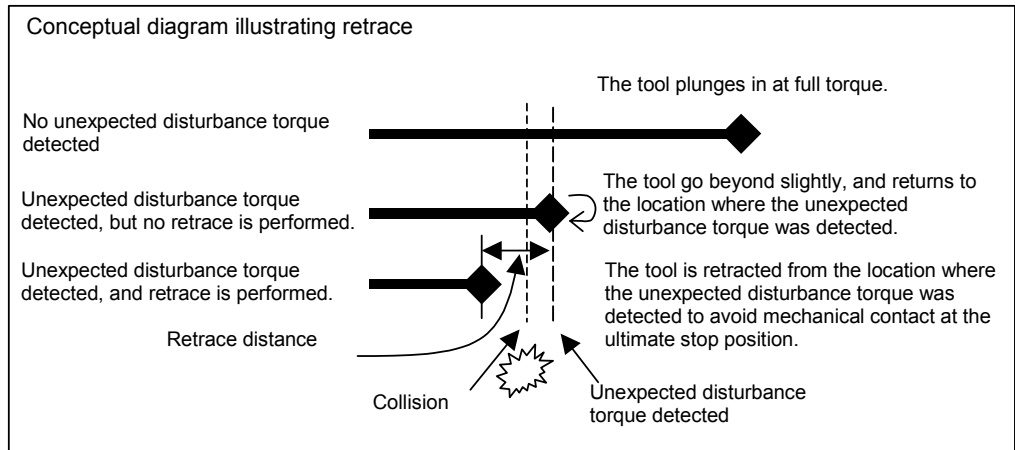 Conceptual diagram illustrating retrace
The tool plunges in at full torque.
No unexpected disturbance torque
detected
Unexpected disturbance torque
detected, but no retrace is performed.
The tool go beyond slightly, and returns to
the location where the unexpected
disturbance torque was detected.
Unexpected disturbance torque
detected, and retrace is performed.
The tool is retracted from the location where
the unexpected disturbance torque was
detected to avoid mechanical contact at the
ultimate stop position.
Retrace distance
Collision
Unexpected disturbance
torque detected